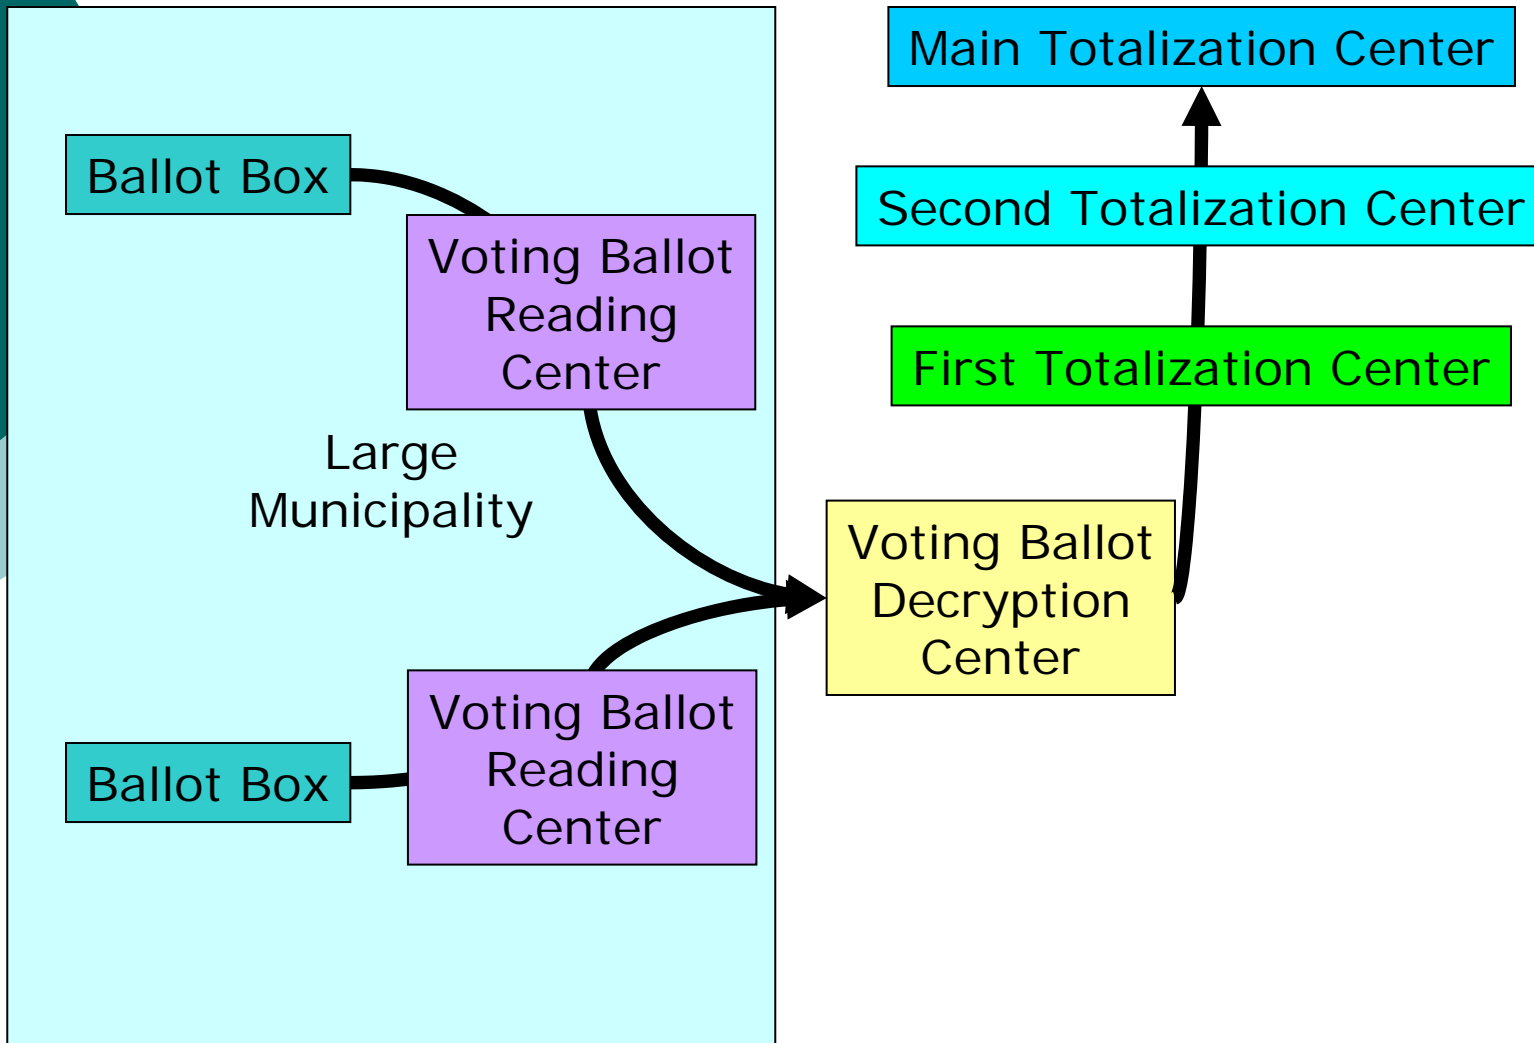 Main Totalization Center
Ballot Box
Second Totalization Center
Voting Ballot
Reading
Center
First Totalization Center
Large
Municipality
Voting Ballot
Decryption
Center
Voting Ballot
Reading
Center
Ballot Box